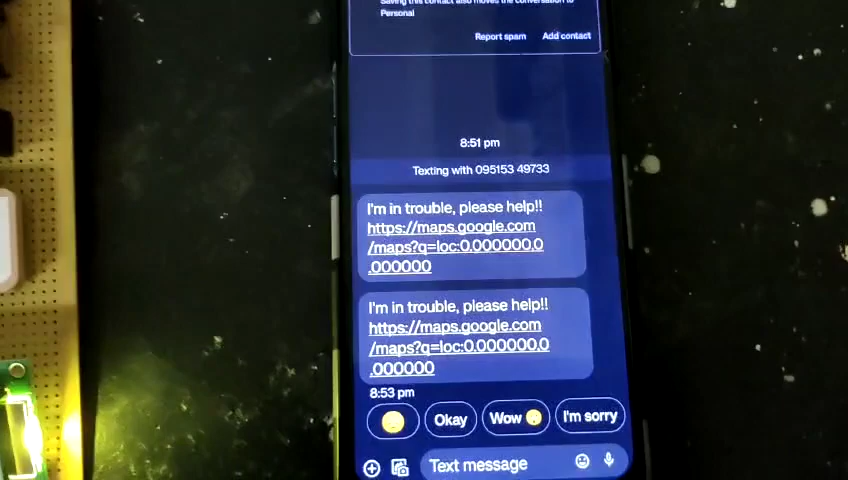 Saving this contact also moves the conversation to
Personal
Report spam Add contact
8:51 pm
Texting with 095153 49733
I'm in trouble, please help!!
https://maps.google.com
/maps?q=loc:0.000000,0
.000000
I'm in trouble, please help!!
https://maps.google.com
/maps?q=loc:0.000000,0
.000000
8:53 pm
Okay Wow I'm sorry
Text message